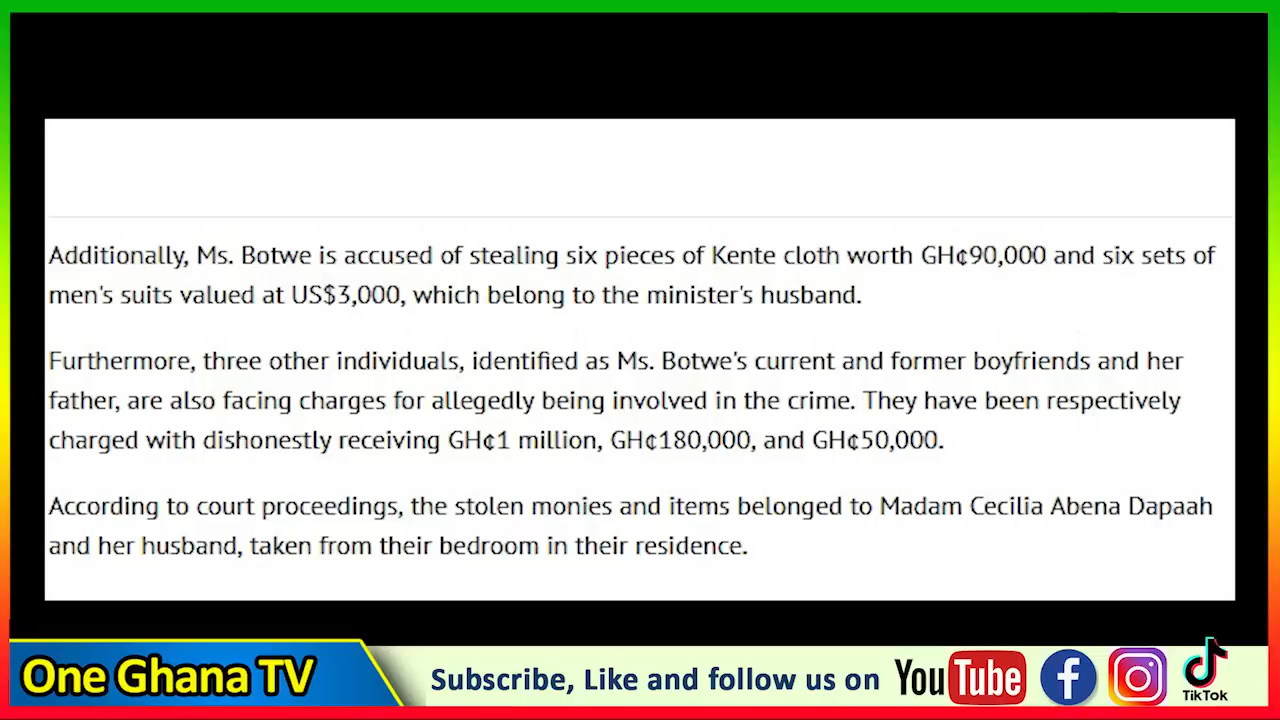 Additionally, Ms. Botwe is accused of stealing six pieces of Kente cloth worth GH¢90,000 and six sets of
men's suits valued at US$3,000, which belong to the minister's husband.
Furthermore, three other individuals, identified as Ms. Botwe's current and former boyfriends and her
father, are also facing charges for allegedly being involved in the crime. They have been respectively
charged with dishonestly receiving GH¢1 million, GH¢180,000, and GH¢50,000.
According to court proceedings, the stolen monies and items belonged to Madam Cecilia Abena Dapaah
and her husband, taken from their bedroom in their residence.
One Ghana TV
Subscribe, Like and follow us on YouTube
TikTok